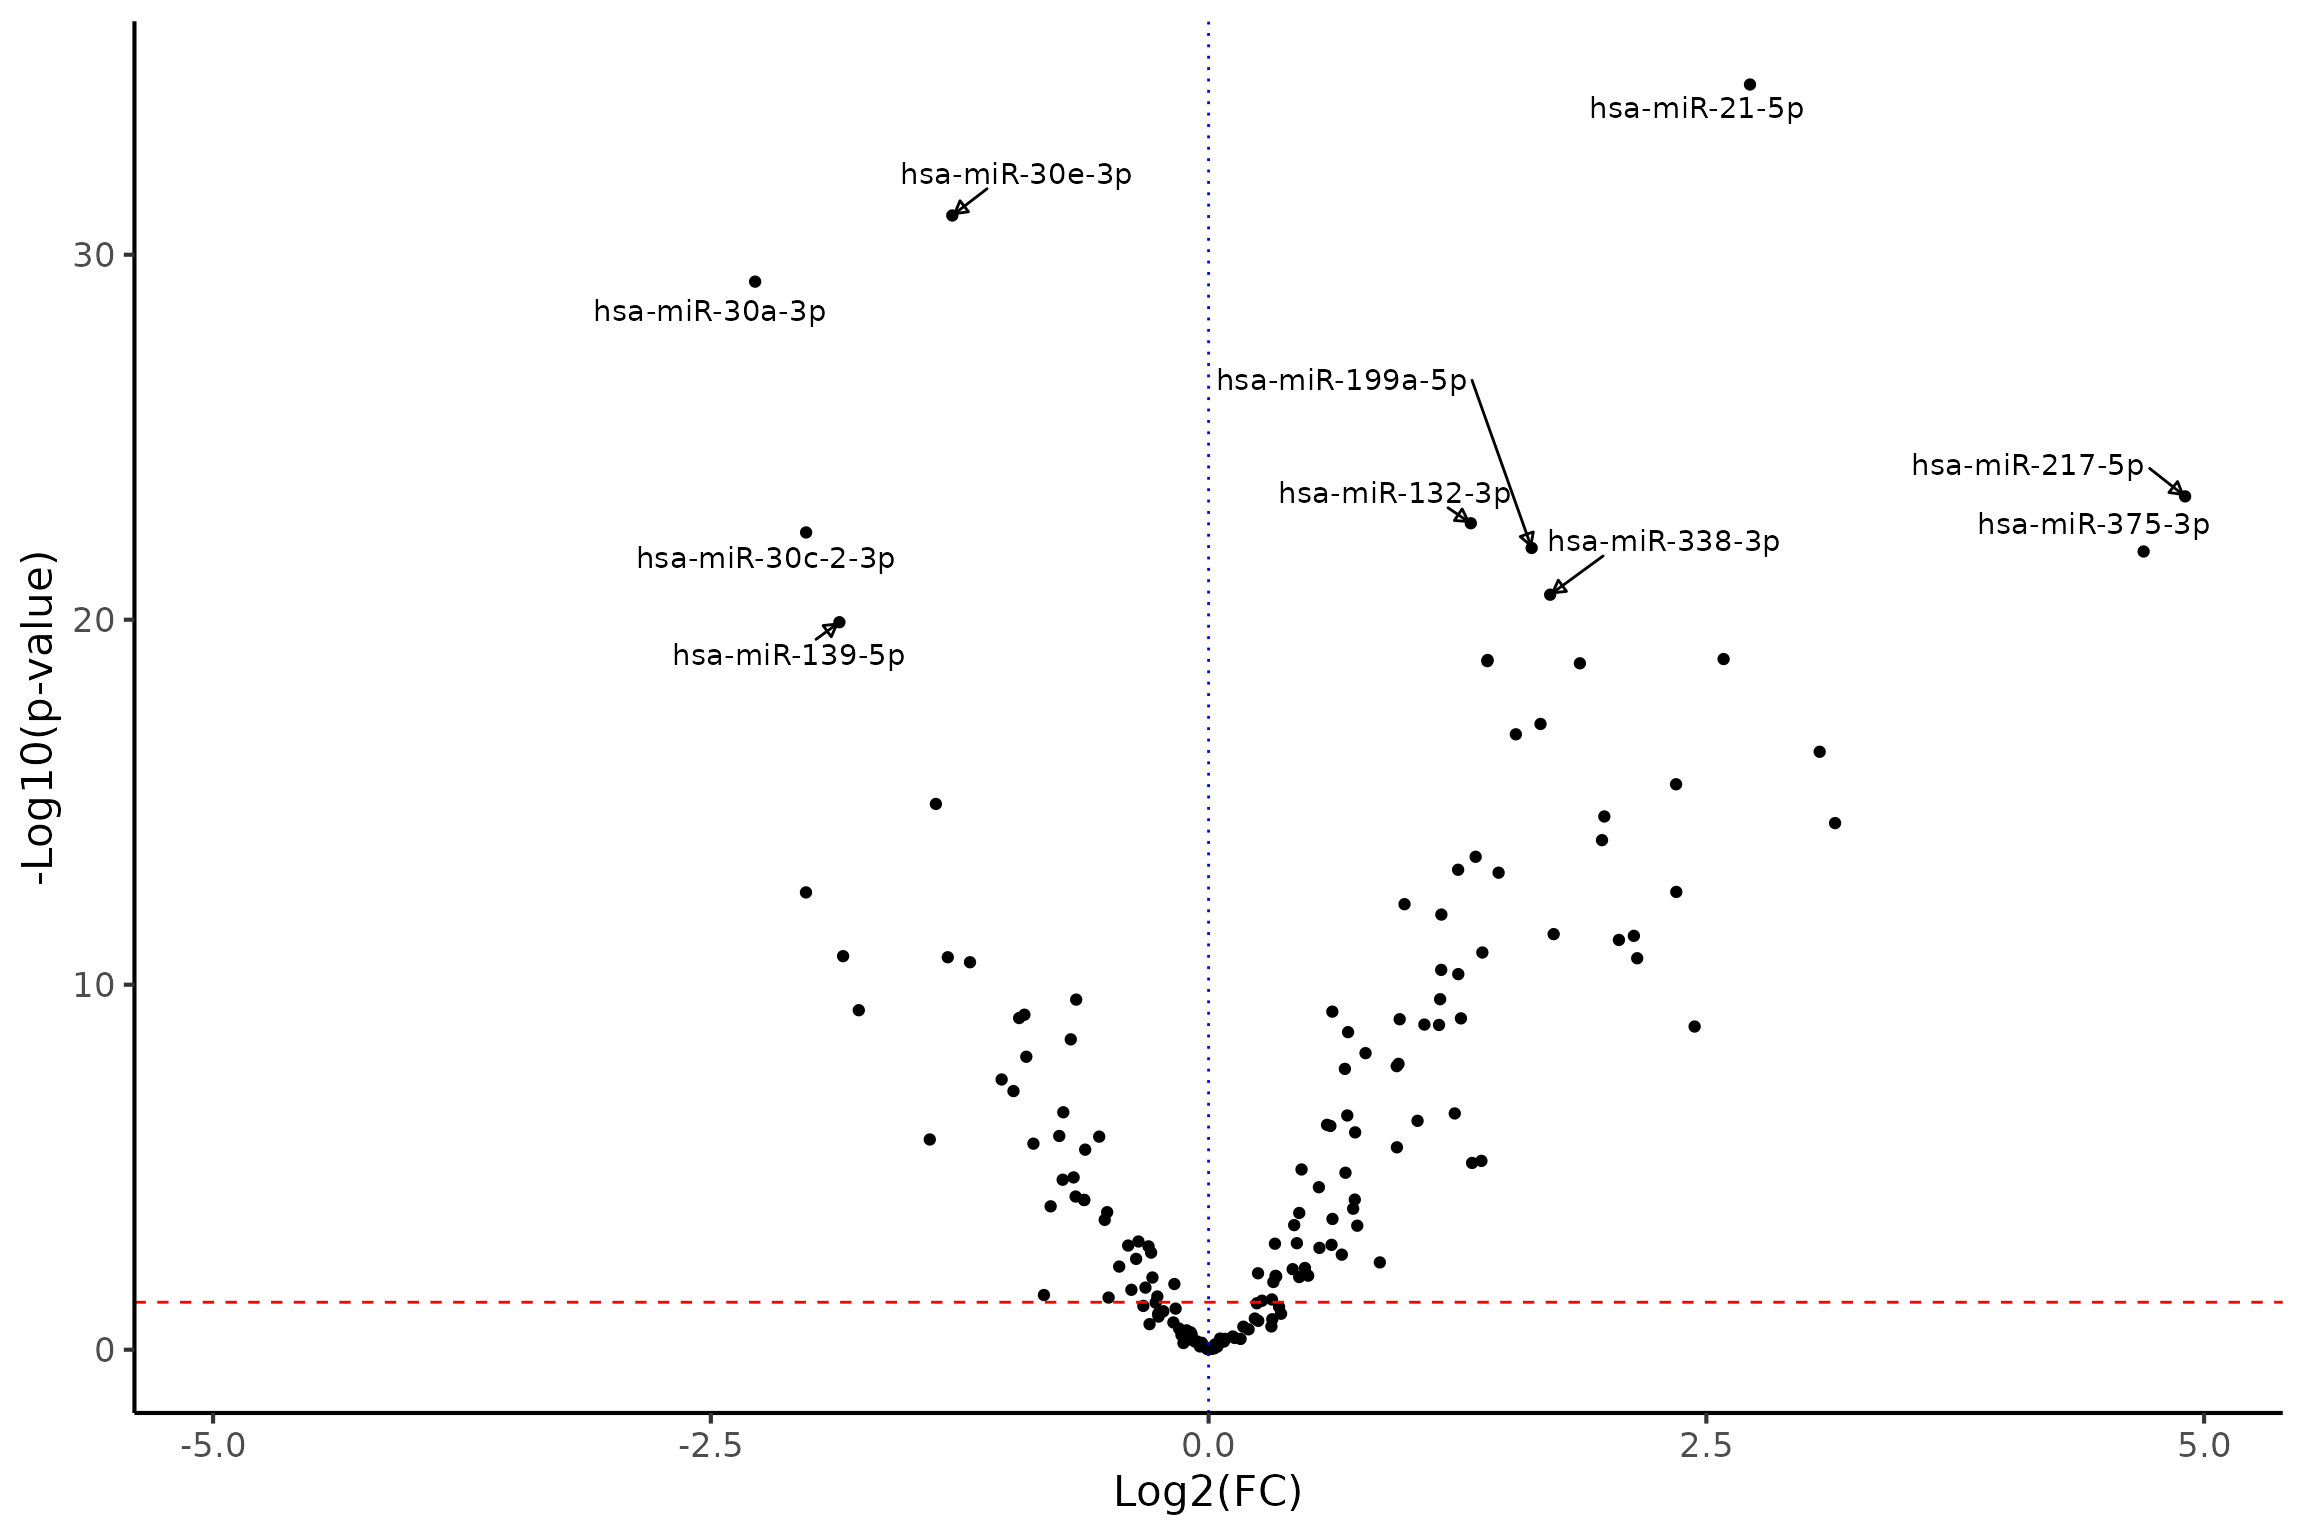 hsa-miR-21-5p
hsa-miR-30e-3p
30
hsa-miR-30a-3p
hsa-miR-199a-5p
hsa-miR-217-5p
hsa-miR-132-3p
hsa-miR-375-3p
hsa-miR-338-3p
hsa-miR-30c-2-3p
20
hsa-miR-139-5p
-Log10(p-value)
10
0
-5.0 -2.5 0.0 2.5 5.0
Log2(FC)